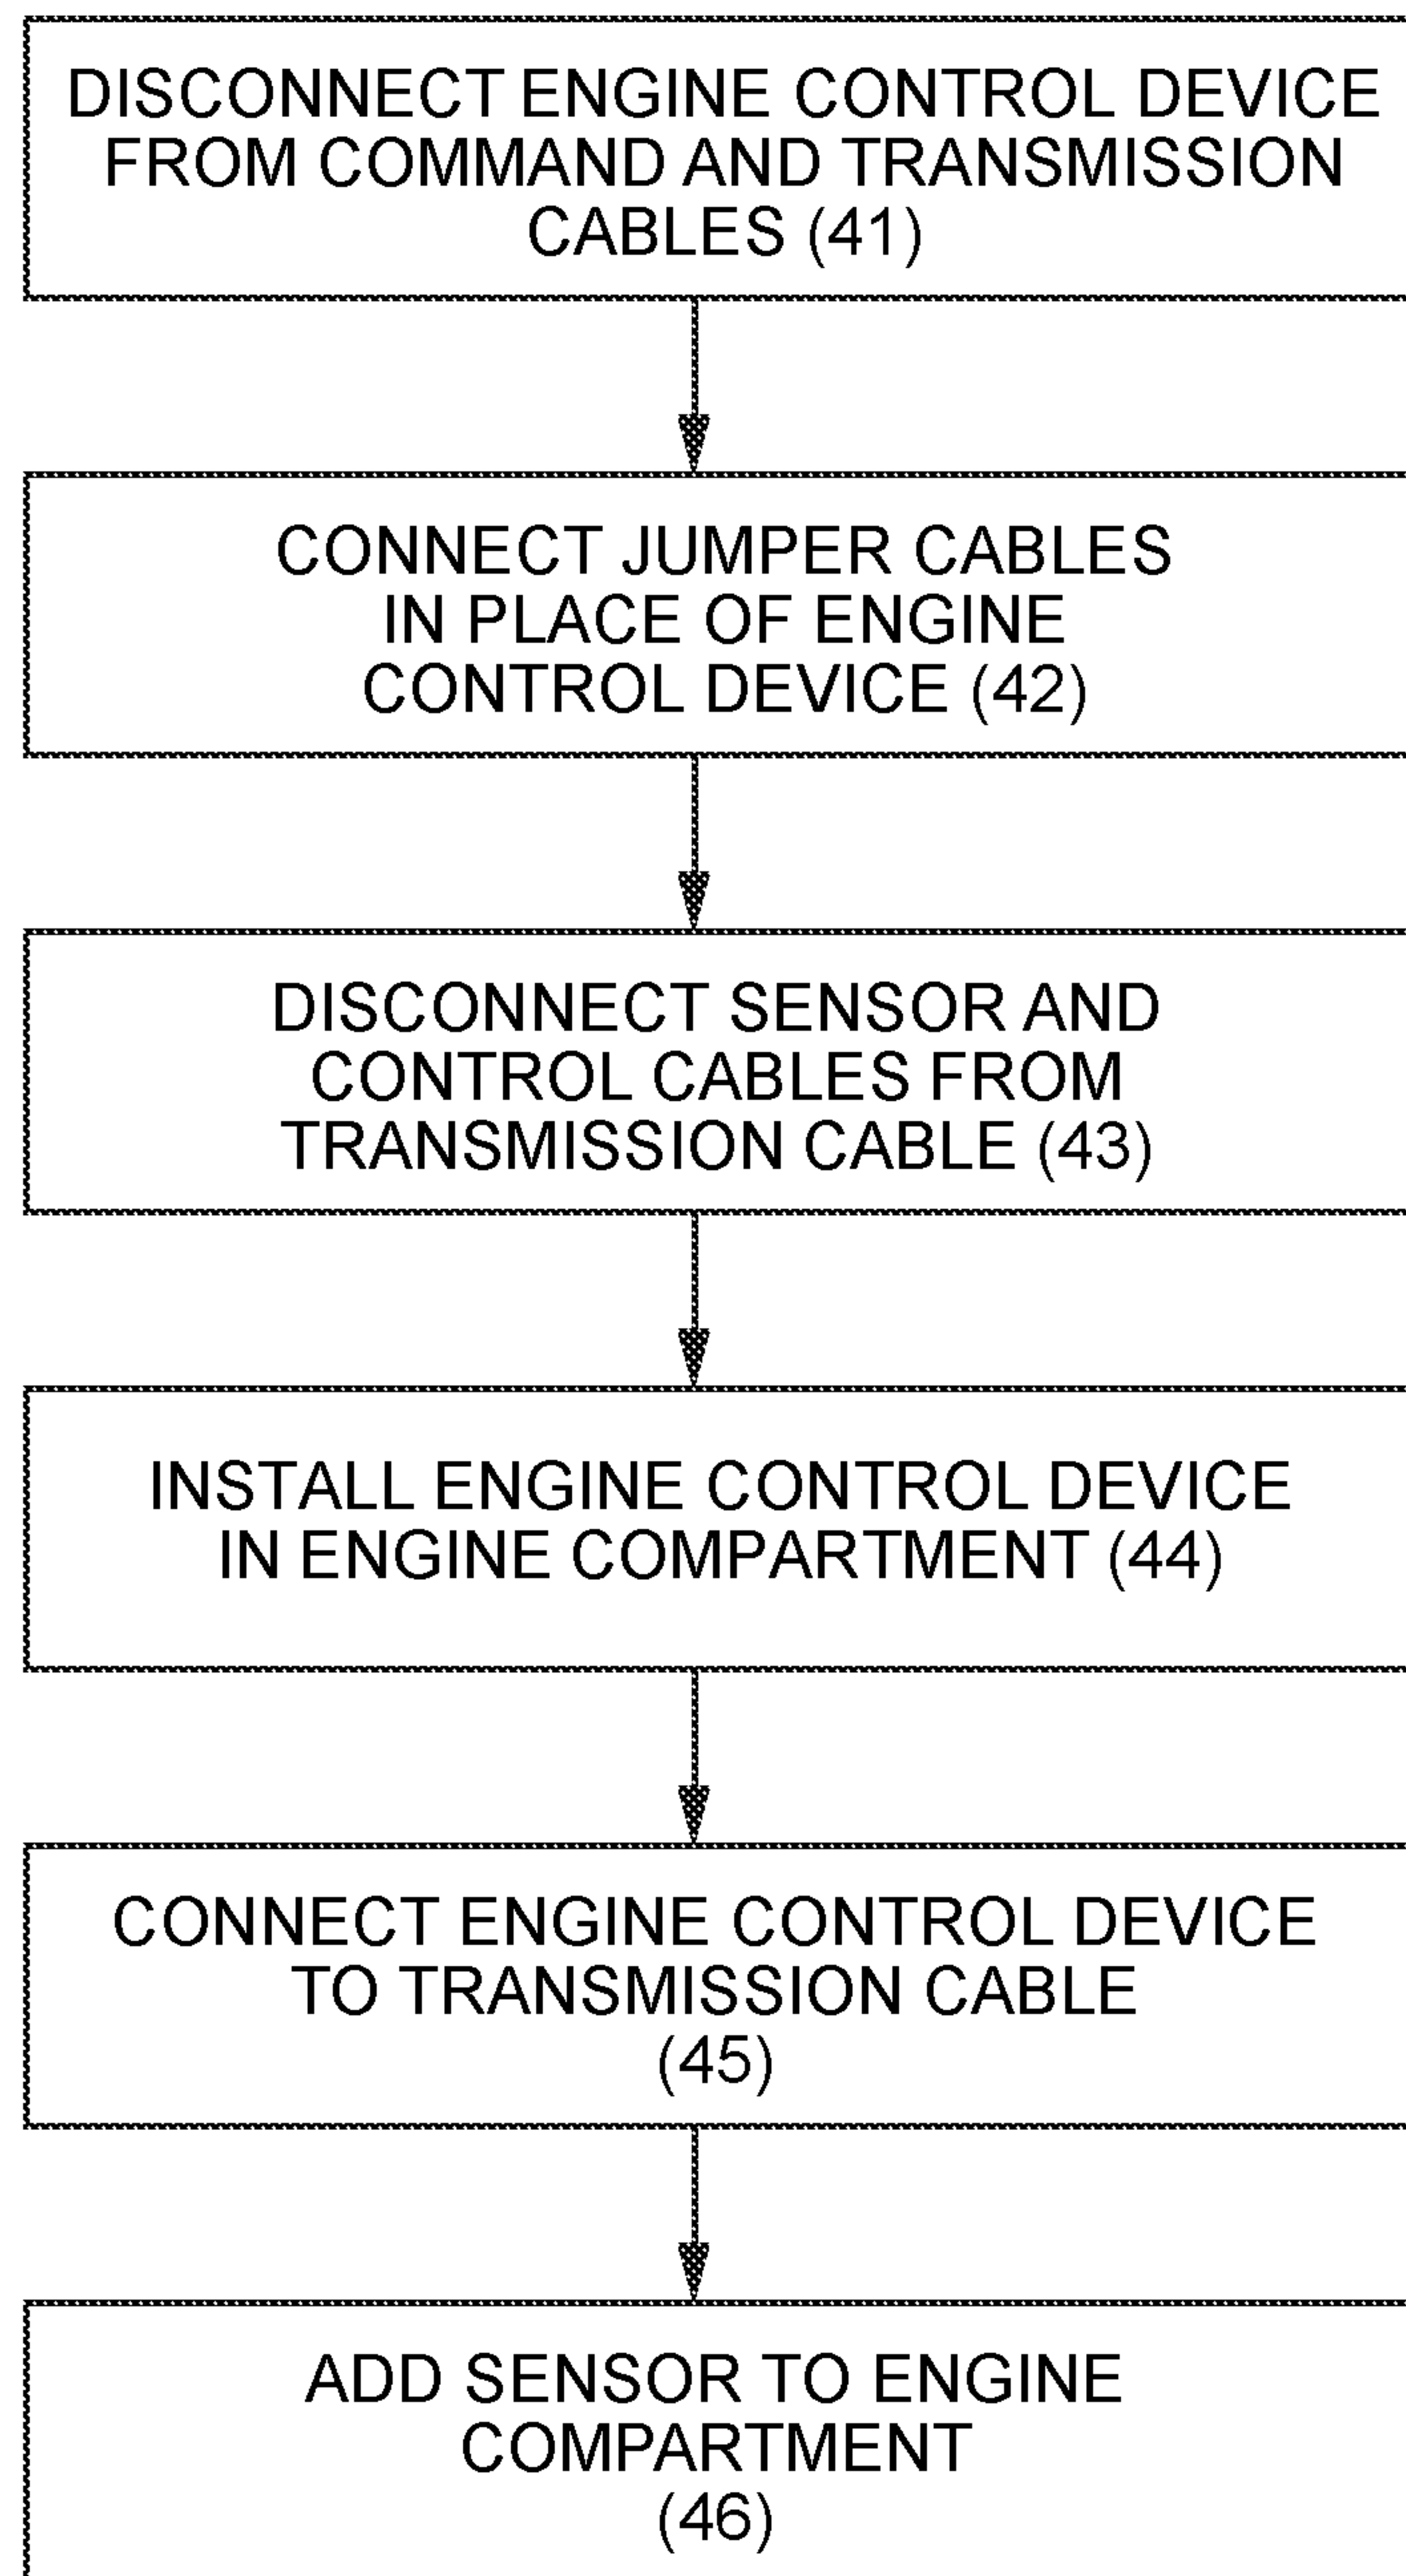 DISCONNECT ENGINE CONTROL DEVICE
FROM COMMAND AND TRANSMISSION
CABLES (41)
CONNECT JUMPER CABLES
IN PLACE OF ENGINE
CONTROL DEVICE (42)
DISCONNECT SENSOR AND
CONTROL CABLES FROM
TRANSMISSION CABLE (43)
INSTALL ENGINE CONTROL DEVICE
IN ENGINE COMPARTMENT (44)
CONNECT ENGINE CONTROL DEVICE
TO TRANSMISSION CABLE
(45)
ADD SENSOR TO ENGINE
COMPARTMENT
(46)